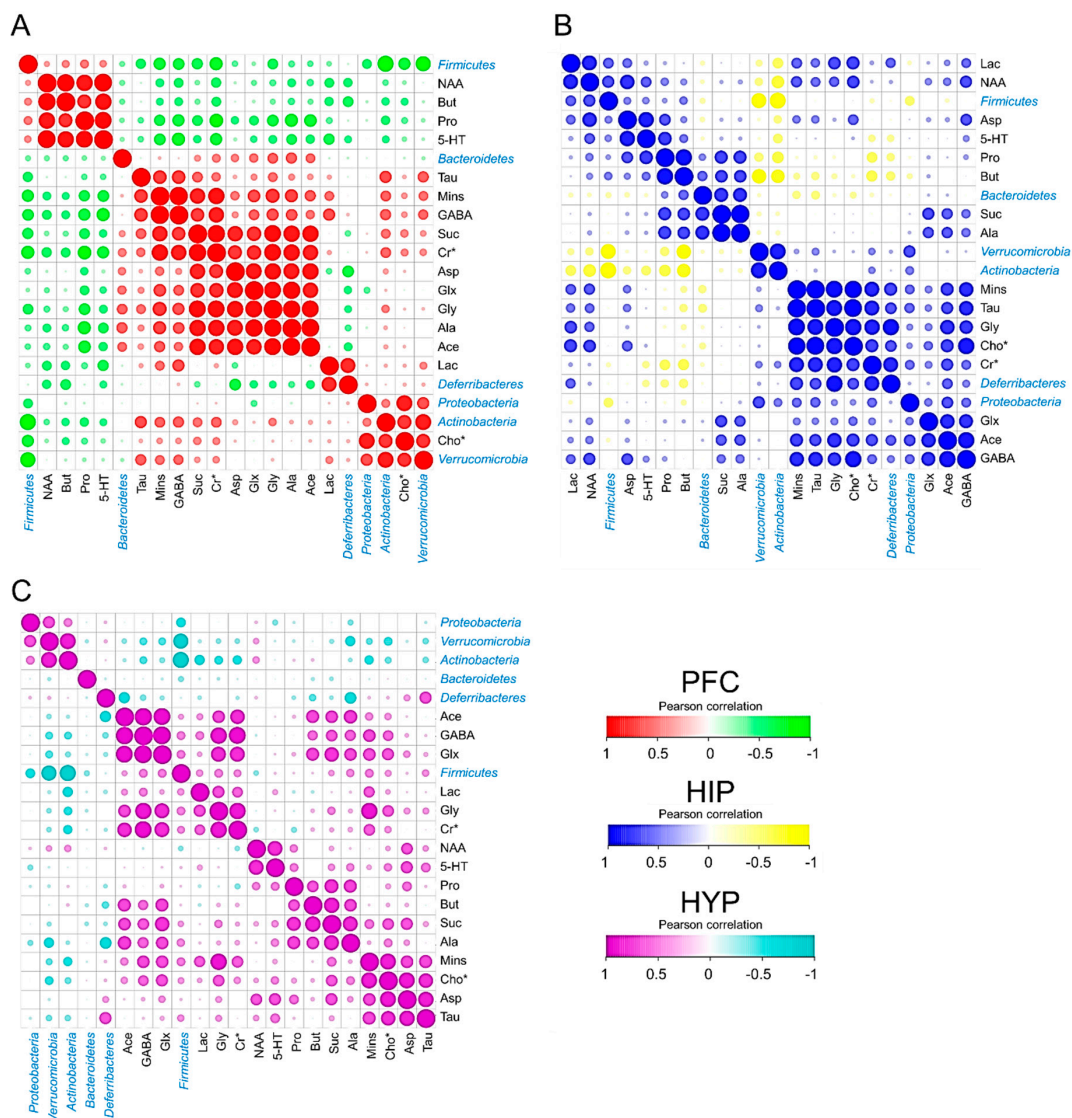 A
Firmicutes
NAA
But
Pro
5-HT
Bacteroidetes
Tau
Mins
GABA
Suc
Cr*
Asp
Glx
Gly
Ala
Ace
Lac
Deferribacteres
Proteobacteria
Actinobacteria
Cho*
Verrucomicrobia
Firmicutes
NAA
But
Pro
5-HT
Bacteroidetes
Tau
Mins
GABA
Suc
Cr*
Asp
Glx
Gly
Ala
Ace
Lac
Deferribacteres
Proteobacteria
Actinobacteria
Cho*
Verrucomicrobia
B
Lac
NAA
Firmicutes
Asp
5-HT
Pro
But
Bacteroidetes
Suc
Ala
Verrucomicrobia
Actinobacteria
Mins
Tau
Gly
Cho*
Cr*
Deferribacteres
Proteobacteria
Glx
Ace
GABA
Lac
NAA
Firmicutes
Asp
5-HT
Pro
But
Bacteroidetes
Suc
Ala
Verrucomicrobia
Actinobacteria
Mins
Tau
Gly
Cho*
Cr*
Deferribacteres
Proteobacteria
Glx
Ace
GABA
C
Proteobacteria
Verrucomicrobia
Actinobacteria
Bacteroidetes
Deferribacteres
Ace
GABA
Glx
Firmicutes
Lac
Gly
Cr*
NAA
5-HT
Pro
But
Suc
Ala
Mins
Cho*
Asp
Tau
Proteobacteria
Verrucomicrobia
Actinobacteria
Bacteroidetes
Deferribacteres
Ace
GABA
Glx
Firmicutes
Lac
Gly
Cr*
NAA
5-HT
Pro
But
Suc
Ala
Mins
Cho*
Asp
Tau
PFC
Pearson correlation
1 0.5 0 -0.5 -1
HIP
Pearson correlation
1 0.5 0 -0.5 -1
HYP
Pearson correlation
1 0.5 0 -0.5 -1